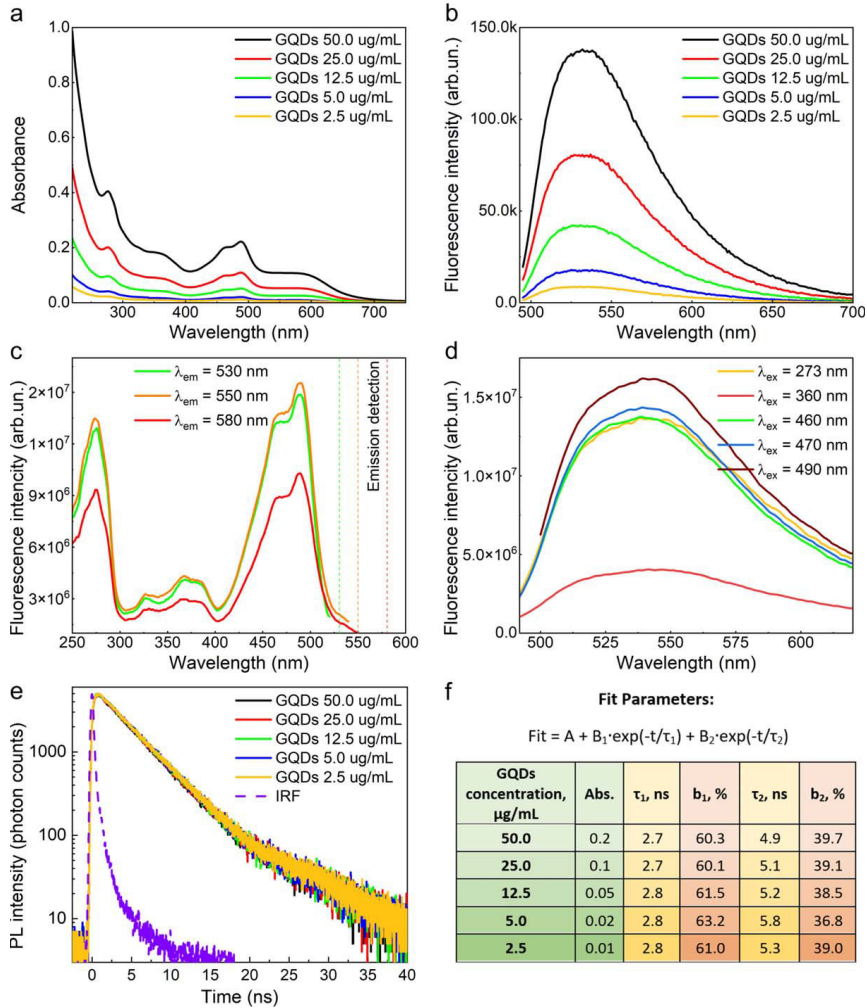 a
1.0
0.8
0.6
0.4
0.2
0.0
Absorbance
GQDs 50.0 ug/mL
GQDs 25.0 ug/mL
GQDs 12.5 ug/mL
GQDs 5.0 ug/mL
GQDs 2.5 ug/mL
300 400 500 600 700
Wavelength (nm)
b
150.0k
100.0k
50.0k
0.0
Fluorescence intensity (arb.un.)
GQDs 50.0 ug/mL
GQDs 25.0 ug/mL
GQDs 12.5 ug/mL
GQDs 5.0 ug/mL
GQDs 2.5 ug/mL
500 550 600 650 700
Wavelength (nm)
c
2×10⁷
1×10⁷
9×10⁶
6×10⁶
3×10⁶
Fluorescence intencity (arb.un.)
λem = 530 nm
λem = 550 nm
λem = 580 nm
Emission detection
250 300 350 400 450 500 550 600
Wavelength (nm)
d
1.5×10⁷
1.0×10⁷
5.0×10⁶
0.0
Fluorescence intencity (arb.un.)
λex = 273 nm
λex = 360 nm
λex = 460 nm
λex = 470 nm
λex = 490 nm
500 525 550 575 600
Wavelength (nm)
e
1000
100
10
PL intensity (photon counts)
GQDs 50.0 ug/mL
GQDs 25.0 ug/mL
GQDs 12.5 ug/mL
GQDs 5.0 ug/mL
GQDs 2.5 ug/mL
IRF
0 5 10 15 20 25 30 35 40
Time (ns)
f
Fit Parameters:
Fit = A + B₁·exp(-t/τ₁) + B₂·exp(-t/τ₂)
GQDs concentration, µg/mL Abs. τ₁, ns b₁, % τ₂, ns b₂, %
50.0 0.2 2.7 60.3 4.9 39.7
25.0 0.1 2.7 60.1 5.1 39.1
12.5 0.05 2.8 61.5 5.2 38.5
5.0 0.02 2.8 63.2 5.8 36.8
2.5 0.01 2.8 61.0 5.3 39.0